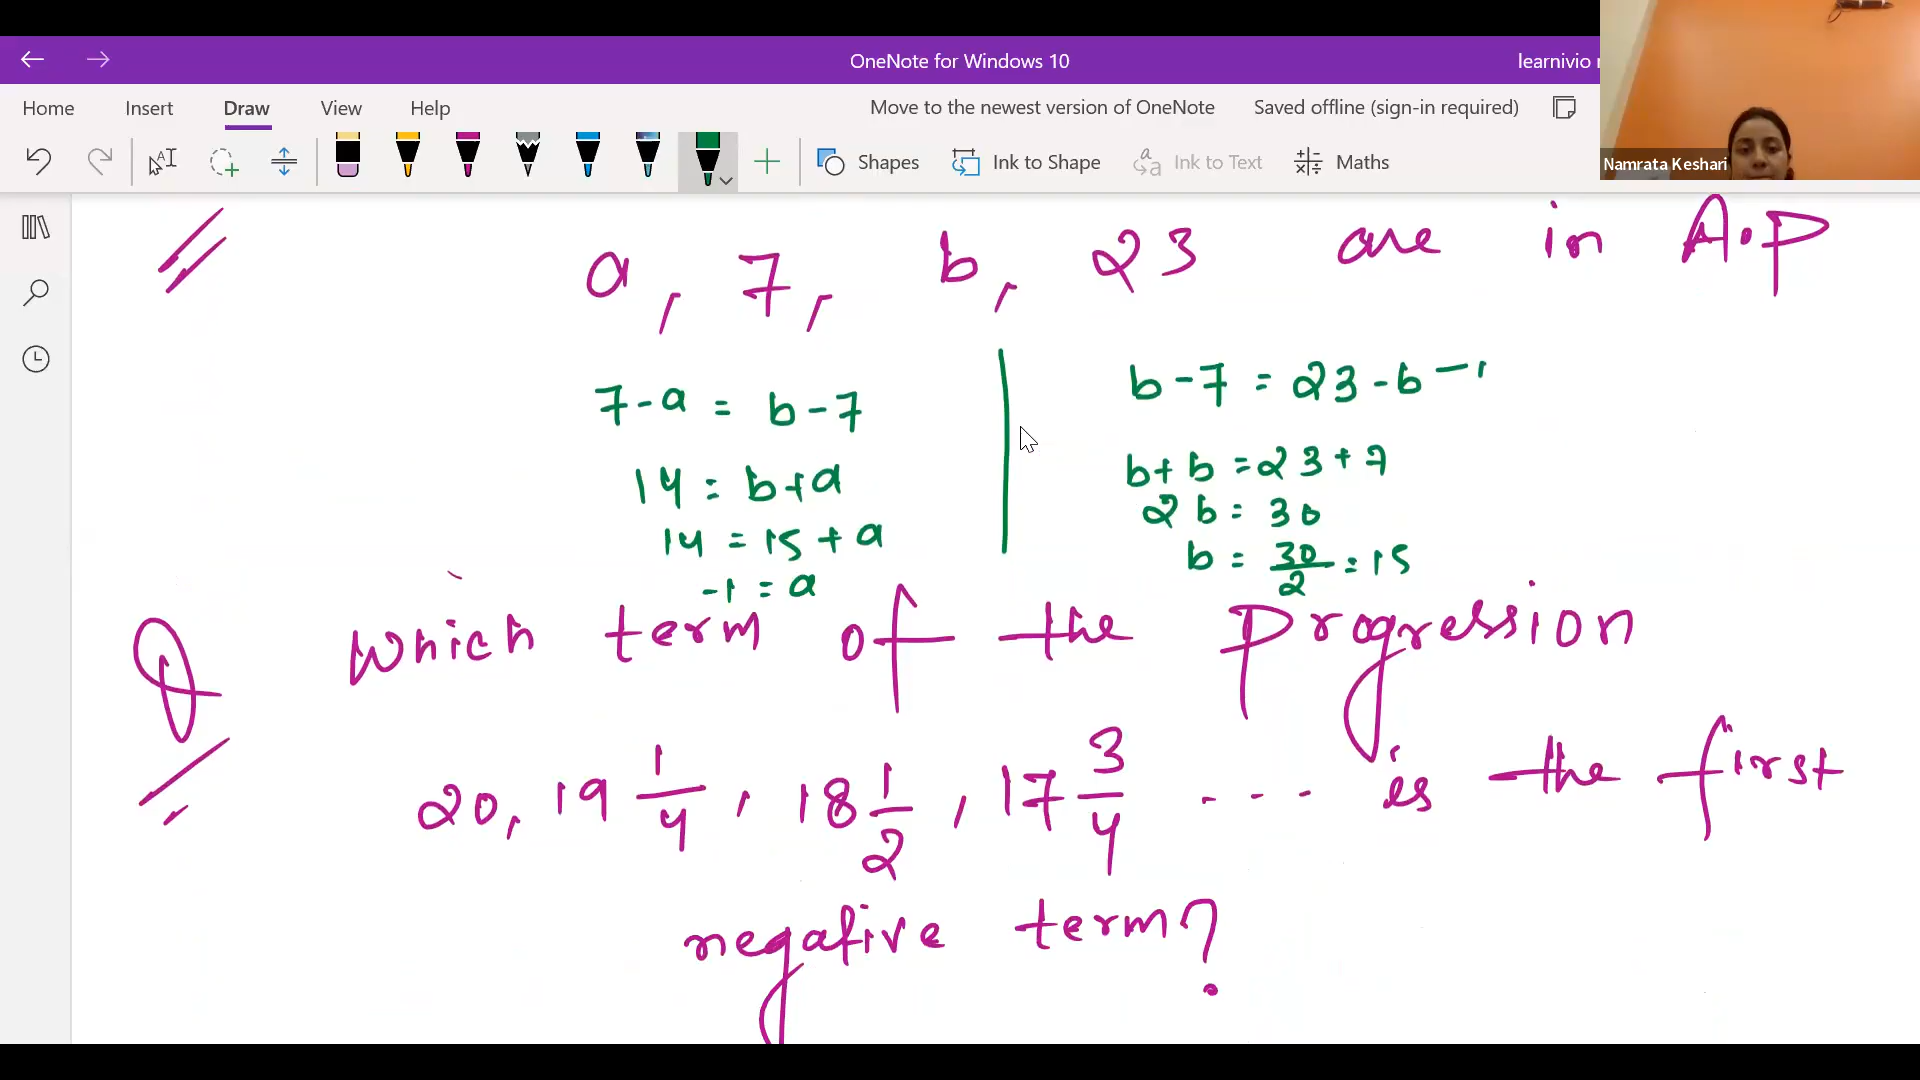 OneNote for Windows 10
learnivio
Home Insert Draw View Help
Move to the newest version of OneNote Saved offline (sign-in required)
Shapes Ink to Shape Ink to Text Maths
Namrata Keshari
a, 7, b, 23 are in A.P
7-a = b-7
14 = b+a
14 = 15 + a
-1 = a
b-7 = 23-b
b+b = 23+7
2b = 30
b = 30/2 = 15
Q Which term of the progression
20, 19 1/4, 18 1/2, 17 3/4 ---- is the first
negative term?